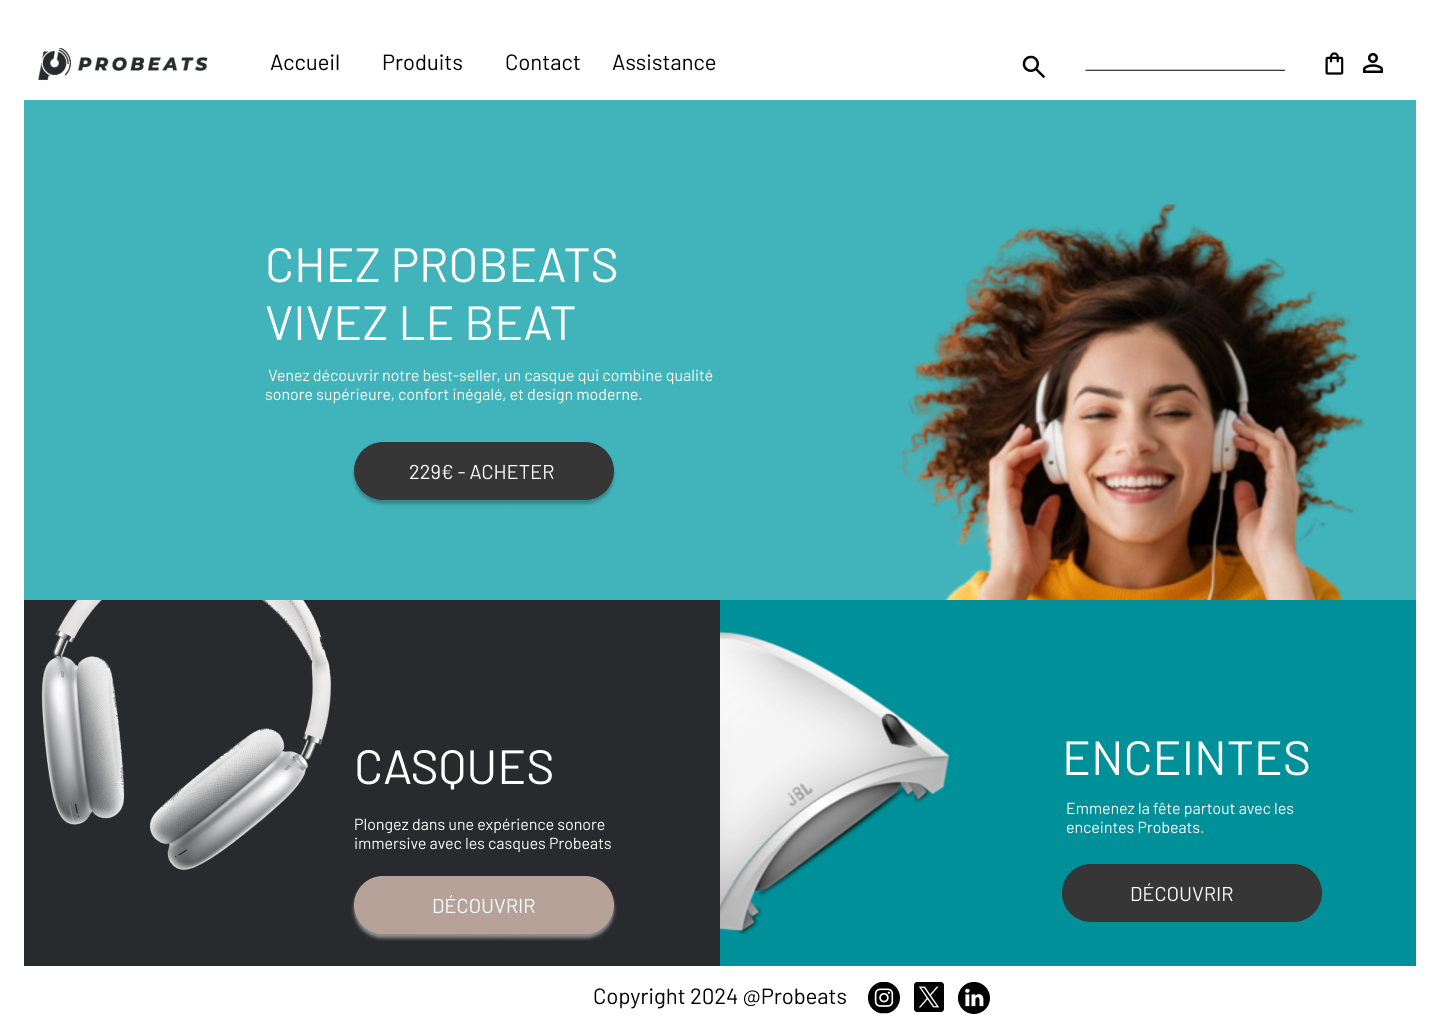 PROBEATS
Accueil Produits Contact Assistance
CHEZ PROBEATS
VIVEZ LE BEAT
Venez découvrir notre best-seller, un casque qui combine qualité
sonore supérieure, confort inégalé, et design moderne.
229€ - ACHETER
CASQUES
Plongez dans une expérience sonore
immersive avec les casques Probeats
DÉCOUVRIR
JBL
ENCEINTES
Emmenez la fête partout avec les
enceintes Probeats.
DÉCOUVRIR
Copyright 2024 @Probeats